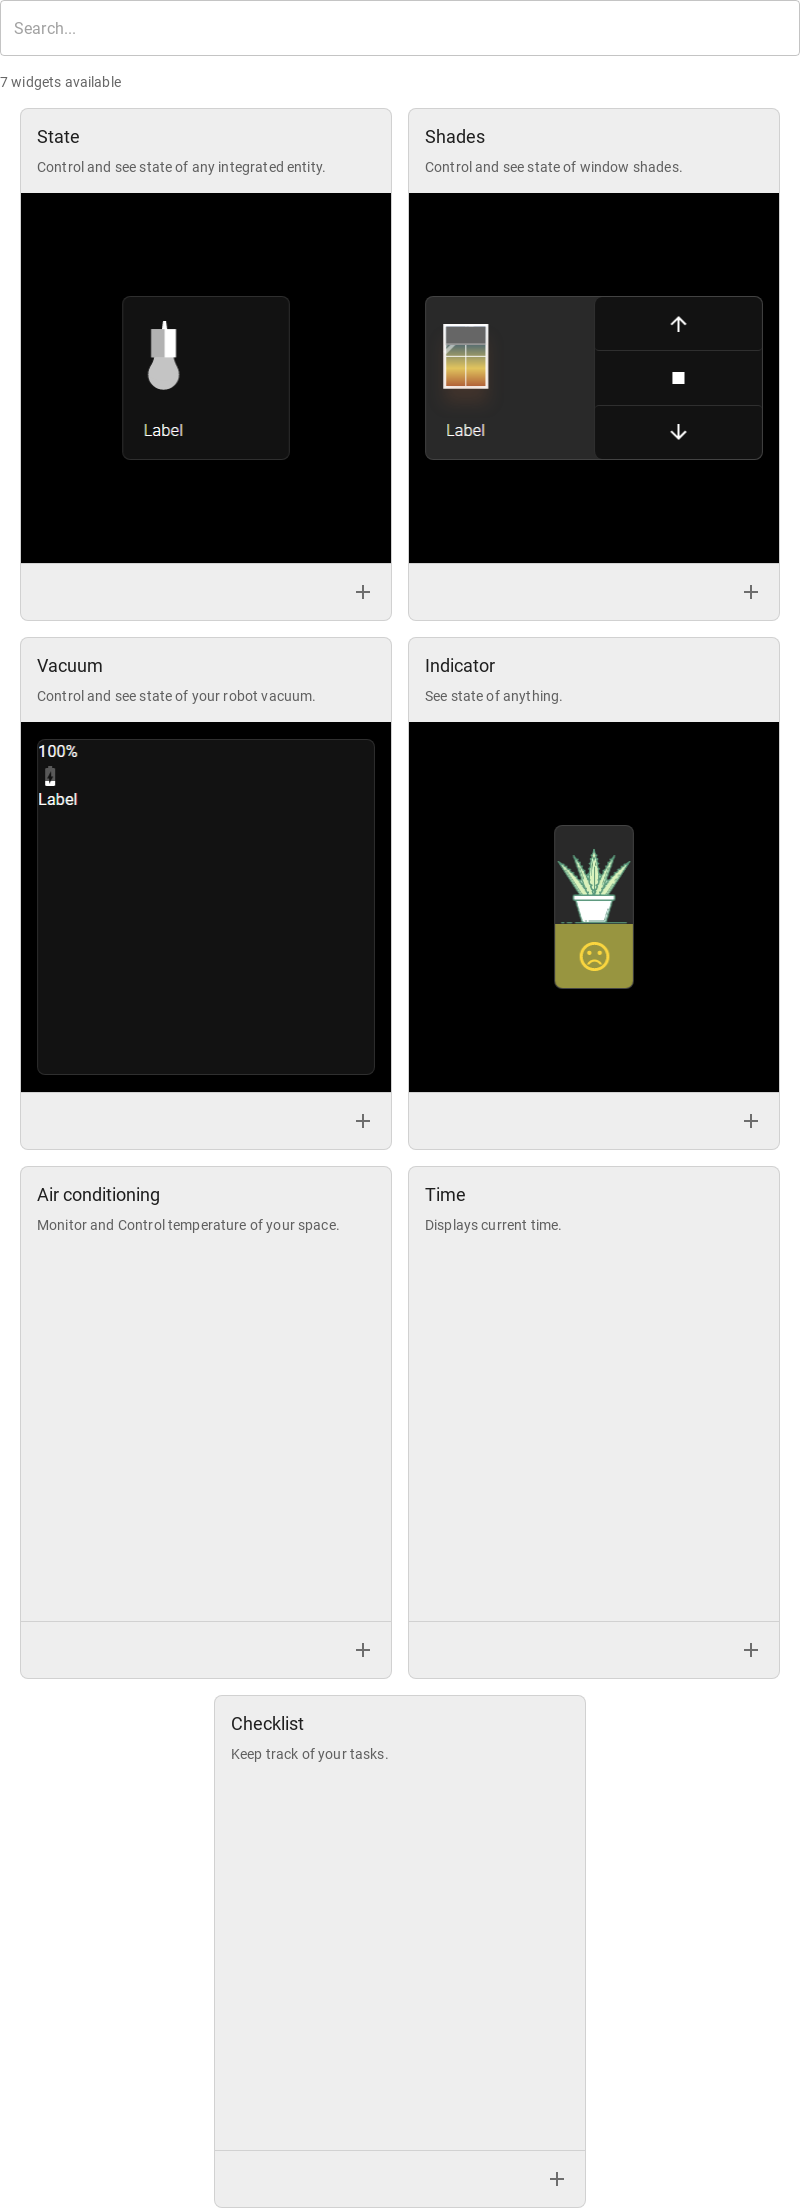 Search...
7 widgets available
State
Control and see state of any integrated entity.
Label
Shades
Control and see state of window shades.
Label
Vacuum
Control and see state of your robot vacuum.
100%
Label
Indicator
See state of anything.
Air conditioning
Monitor and Control temperature of your space.
Time
Displays current time.
Checklist
Keep track of your tasks.